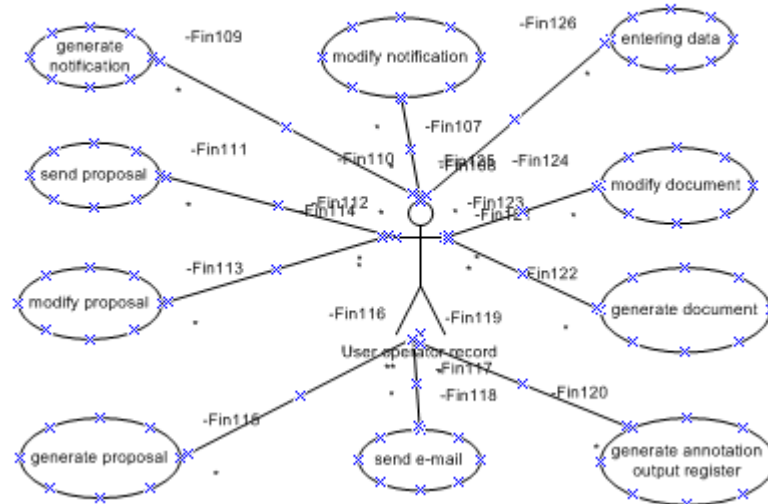 -Fin109
-Fin126
generate
notification
modify notification
entering data
*
*
*
-Fin107
-Fin111
-Fin110
-Fin125
-Fin108
-Fin124
send proposal
modify document
*
-Fin112
-Fin114
*
*
-Fin123
*
-Fin113
-Fin122
modify proposal
generate document
*
-Fin116
-Fin119
*
User operator record
**
-Fin117
*
-Fin118
-Fin120
-Fin115
generate proposal
send e-mail
*
generate annotation
output register
*